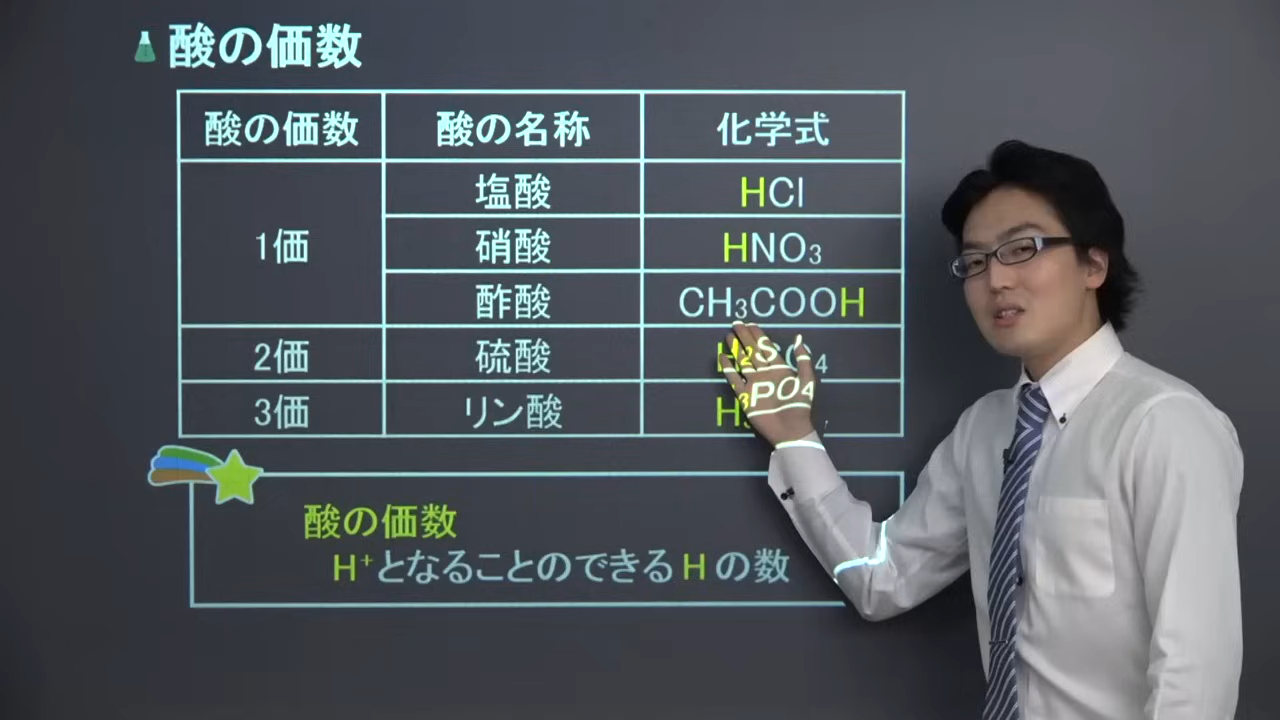 酸の価数
酸の価数 酸の名称 化学式
1価 塩酸 HCl
硝酸 HNO₃
酢酸 CH₃COOH
2価 硫酸 H₂SO₄
3価 リン酸 H₃PO₄
酸の価数
H⁺となることのできる H の数